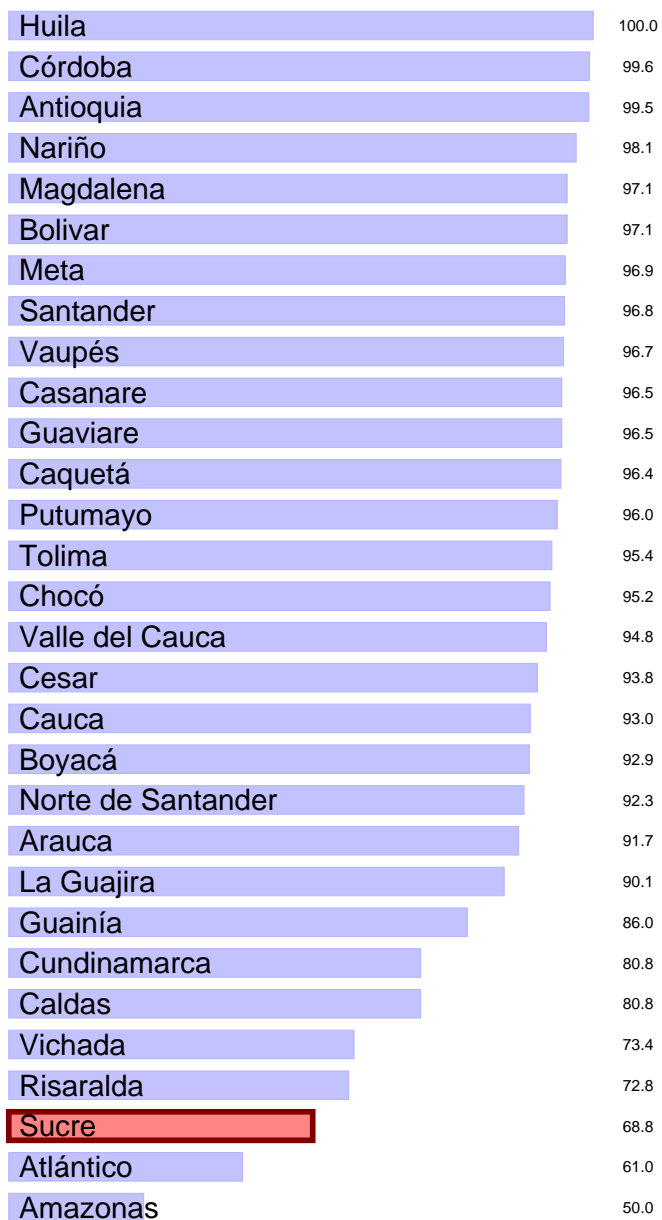 Huila 100.0
Córdoba 99.6
Antioquia 99.5
Nariño 98.1
Magdalena 97.1
Bolivar 97.1
Meta 96.9
Santander 96.8
Vaupés 96.7
Casanare 96.5
Guaviare 96.5
Caquetá 96.4
Putumayo 96.0
Tolima 95.4
Chocó 95.2
Valle del Cauca 94.8
Cesar 93.8
Cauca 93.0
Boyacá 92.9
Norte de Santander 92.3
Arauca 91.7
La Guajira 90.1
Guainía 86.0
Cundinamarca 80.8
Caldas 80.8
Vichada 73.4
Risaralda 72.8
Sucre 68.8
Atlántico 61.0
Amazonas 50.0